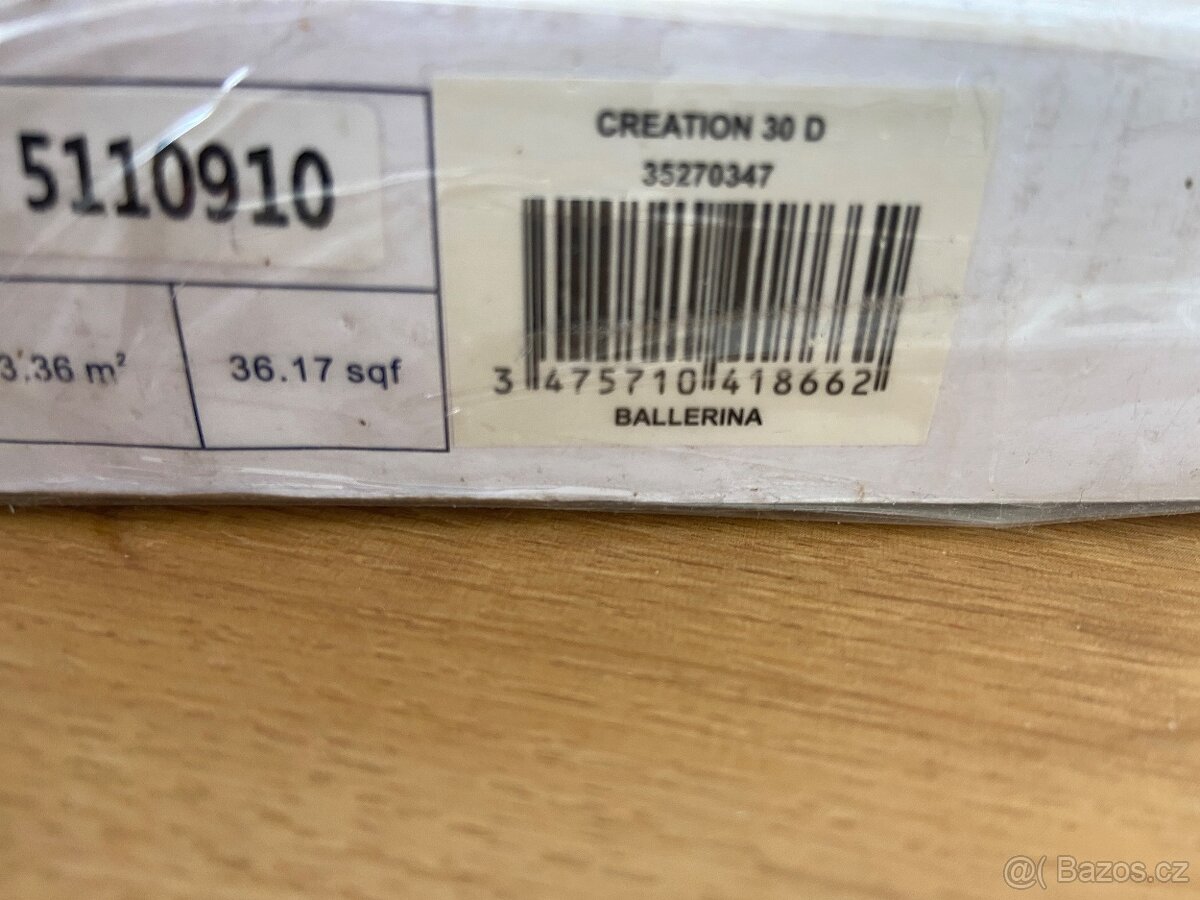 5110910
3.36 m²
36.17 sqf
CREATION 30 D
35270347
3 475710 418662
BALLERINA
@( Bazos.cz